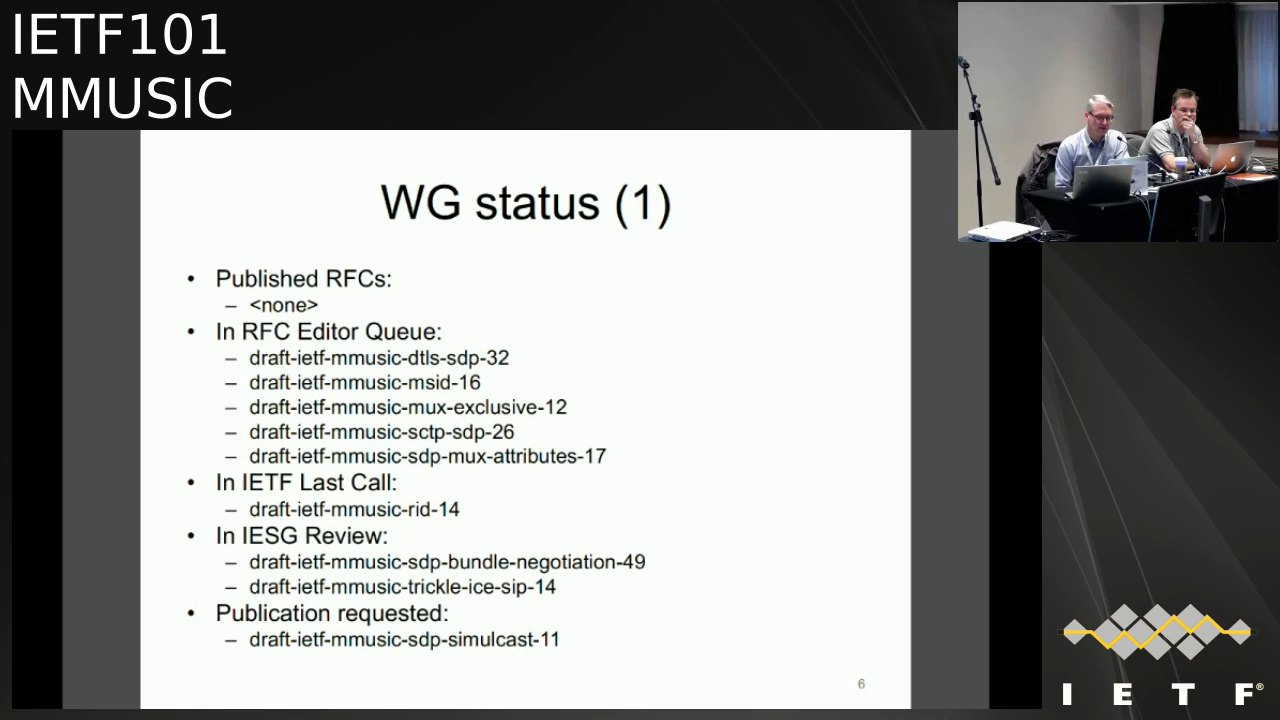 IETF101
MMUSIC
WG status (1)
• Published RFCs:
– <none>
• In RFC Editor Queue:
– draft-ietf-mmusic-dtls-sdp-32
– draft-ietf-mmusic-msid-16
– draft-ietf-mmusic-mux-exclusive-12
– draft-ietf-mmusic-sctp-sdp-26
– draft-ietf-mmusic-sdp-mux-attributes-17
• In IETF Last Call:
– draft-ietf-mmusic-rid-14
• In IESG Review:
– draft-ietf-mmusic-sdp-bundle-negotiation-49
– draft-ietf-mmusic-trickle-ice-sip-14
• Publication requested:
– draft-ietf-mmusic-sdp-simulcast-11
6
I E T F®